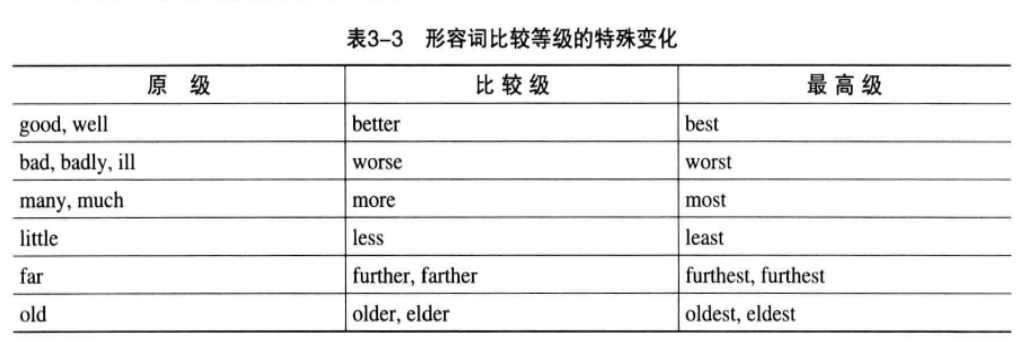 表3–3 形容词比较等级的特殊变化
原 级 比 较 级 最 高 级
good, well better best
bad, badly, ill worse worst
many, much more most
little less least
far further, farther furthest, furthest
old older, elder oldest, eldest